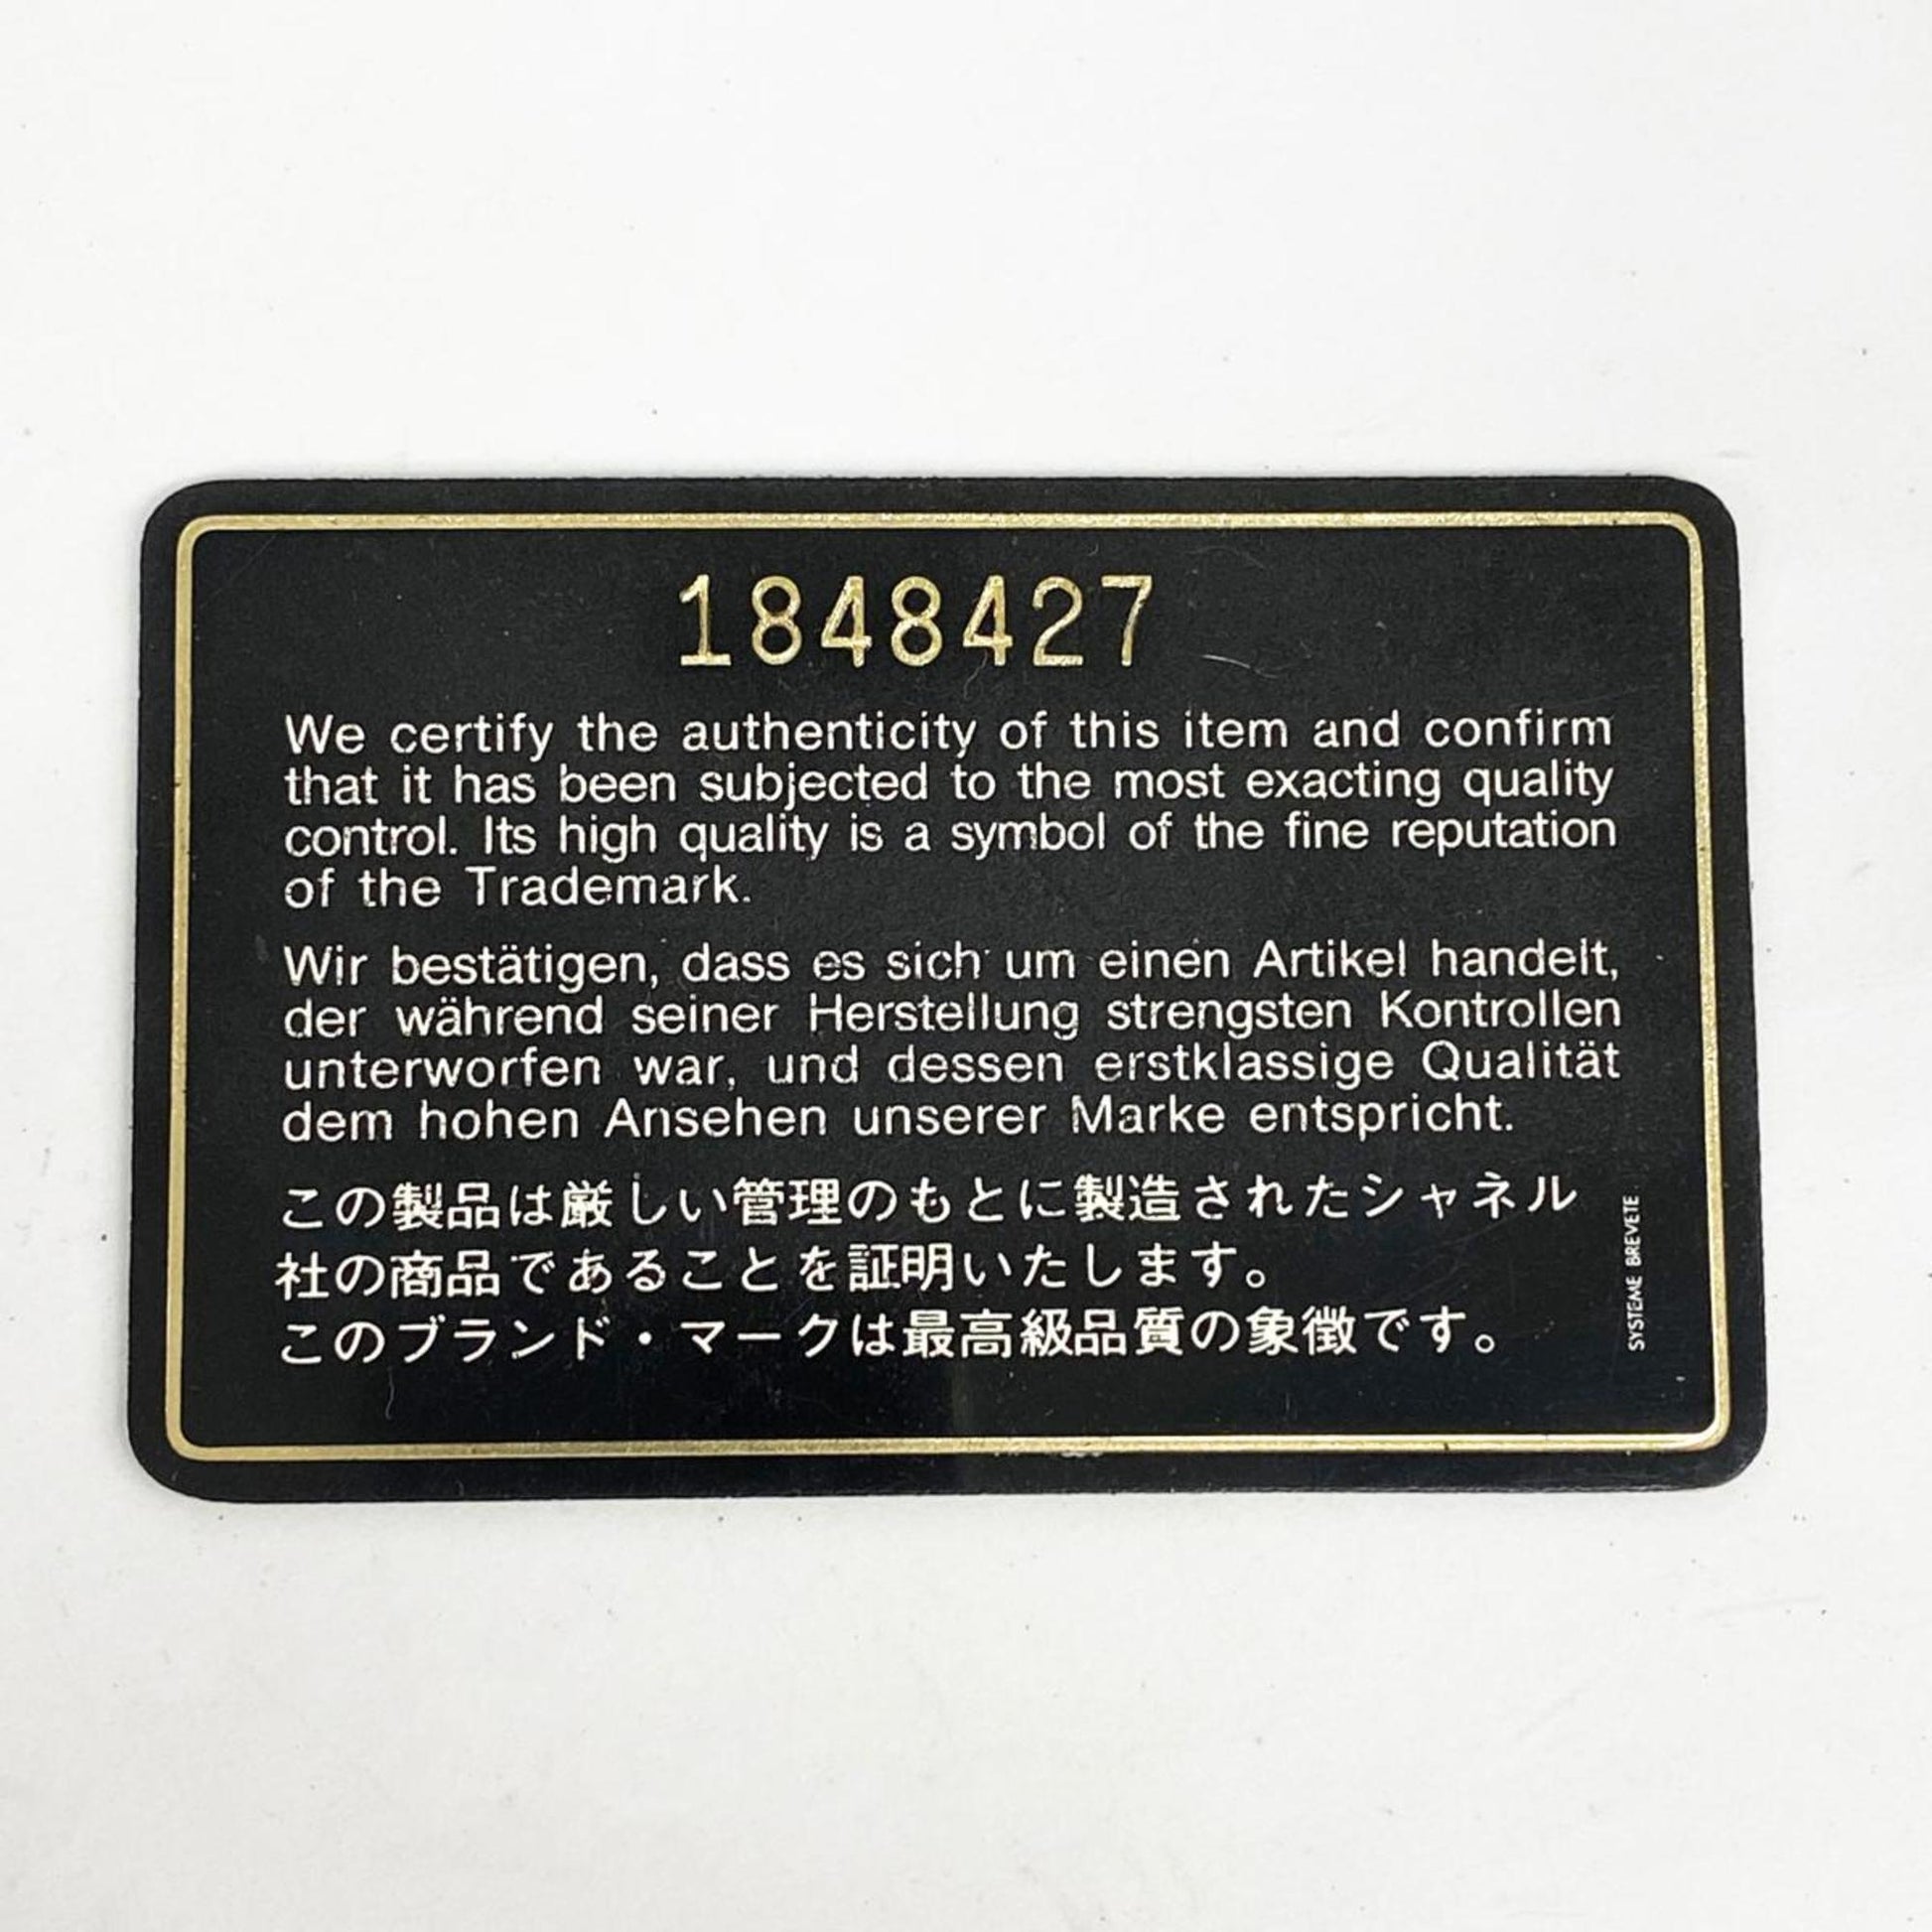 1848427
We certify the authenticity of this item and confirm
that it has been subjected to the most exacting quality
control. Its high quality is a symbol of the fine reputation
of the Trademark.
Wir bestätigen, dass es sich um einen Artikel handelt,
der während seiner Herstellung strengsten Kontrollen
unterworfen war, und dessen erstklassige Qualität
dem hohen Ansehen unserer Marke entspricht.
この製品は厳しい管理のもとに製造されたシャネル
社の商品であることを証明いたします。
このブランド・マークは最高級品質の象徴です。
SYSTEME BREVETE